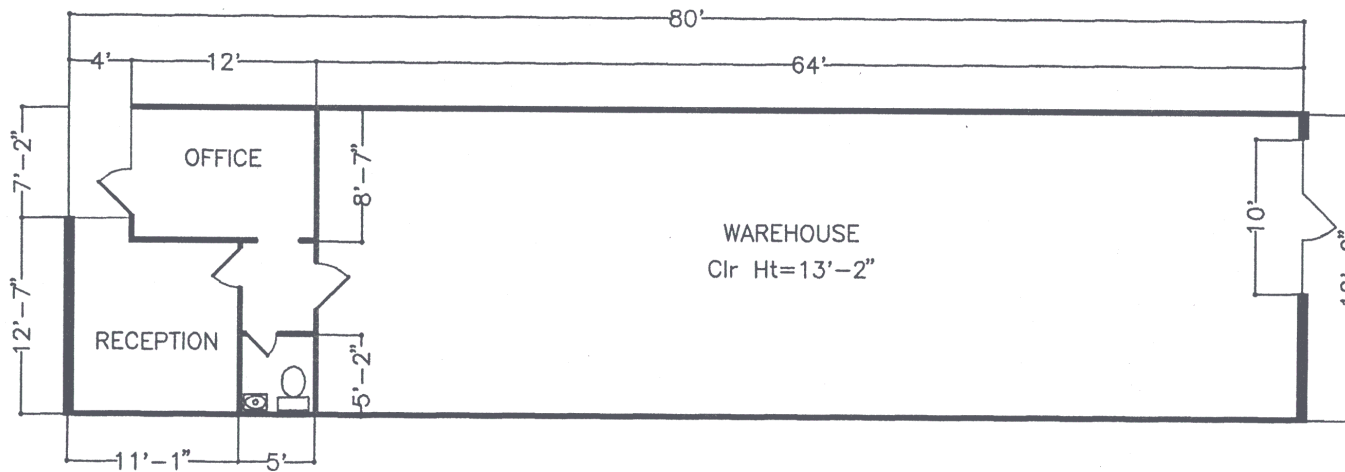 80'
4'
12'
64'
7'-2"
OFFICE
8'-7"
10'
WAREHOUSE
Clr Ht=13'-2"
12'-7"
RECEPTION
5'-2"
11'-1"
5'